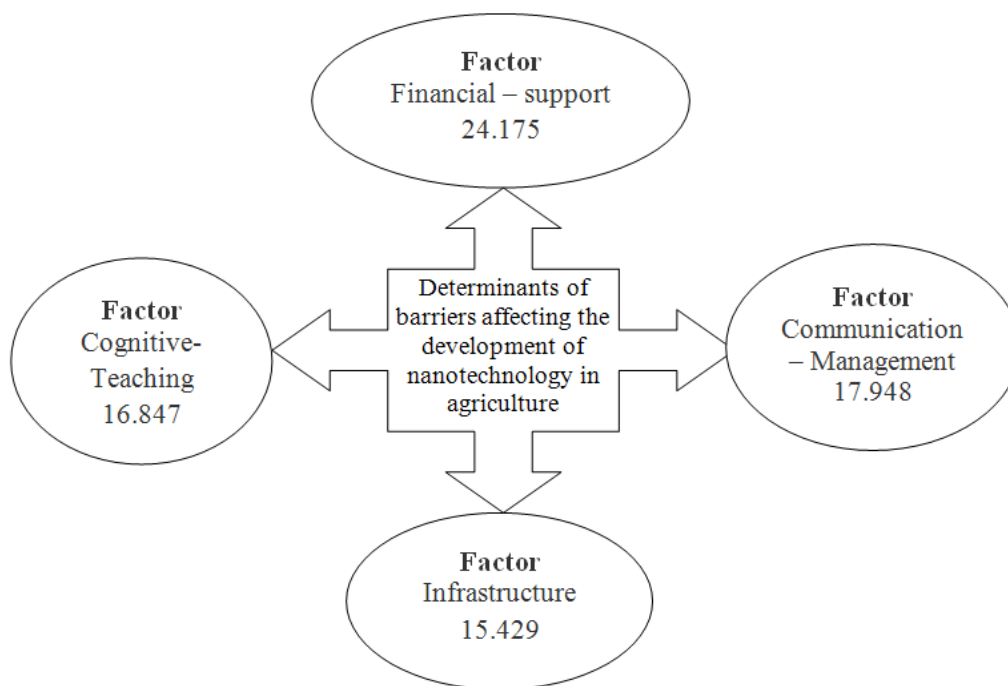 Factor
Financial – support
24.175
Factor
Cognitive-
Teaching
16.847
Determinants of
barriers affecting the
development of
nanotechnology in
agriculture
Factor
Communication
– Management
17.948
Factor
Infrastructure
15.429